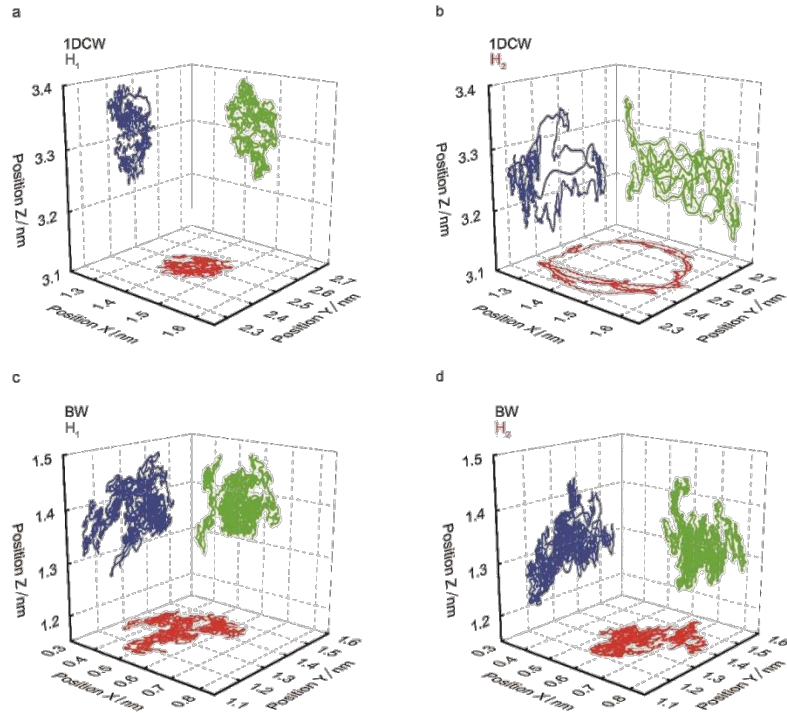 a
1DCW
H₁
3.4
3.3
3.2
3.1
Position Z/nm
1.3
1.4
1.5
1.6
Position X/nm
2.3
2.4
2.5
2.6
2.7
Position Y/nm
b
1DCW
H₂
3.4
3.3
3.2
3.1
Position Z/nm
1.3
1.4
1.5
1.6
Position X/nm
2.3
2.4
2.5
2.6
2.7
Position Y/nm
c
BW
H₁
1.5
1.4
1.3
1.2
Position Z/nm
0.3
0.4
0.5
0.6
0.7
0.8
Position X/nm
1.1
1.2
1.3
1.4
1.5
1.6
Position Y/nm
d
BW
H₂
1.5
1.4
1.3
1.2
Position Z/nm
0.3
0.4
0.5
0.6
0.7
0.8
Position X/nm
1.1
1.2
1.3
1.4
1.5
1.6
Position Y/nm